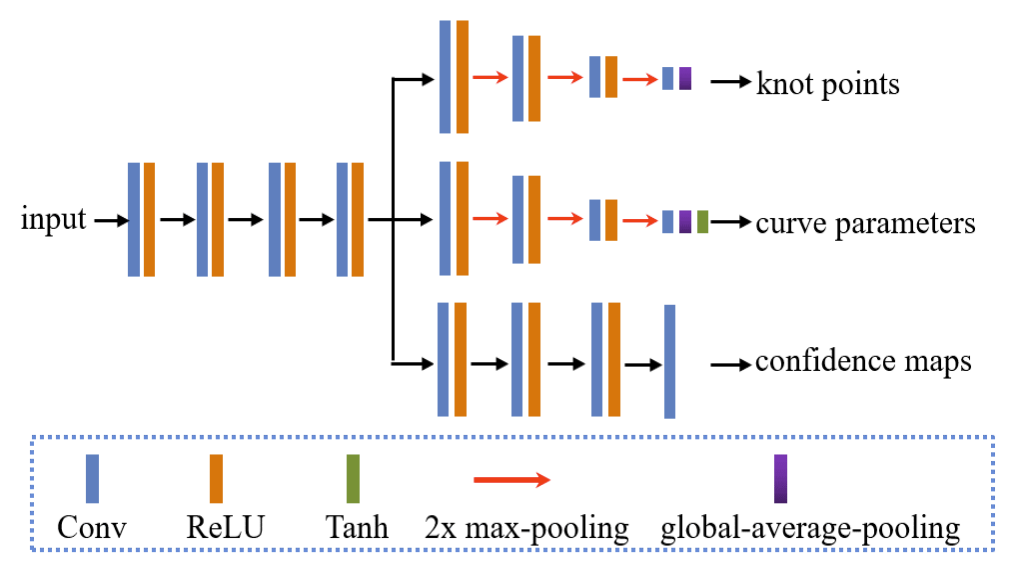 knot points
input
curve parameters
confidence maps
Conv
ReLU
Tanh
2x max-pooling
global-average-pooling